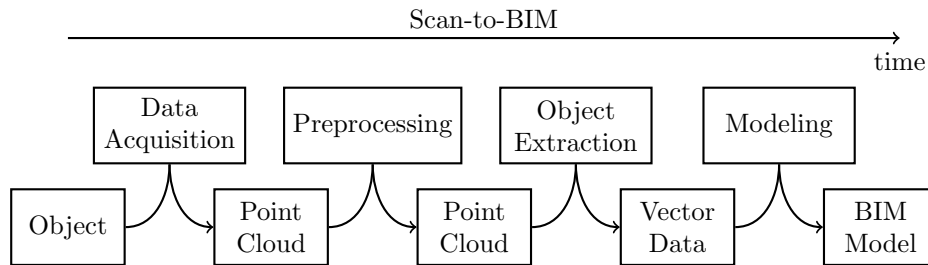 Scan-to-BIM
time
Data
Acquisition
Preprocessing
Object
Extraction
Modeling
Object
Point
Cloud
Point
Cloud
Vector
Data
BIM
Model